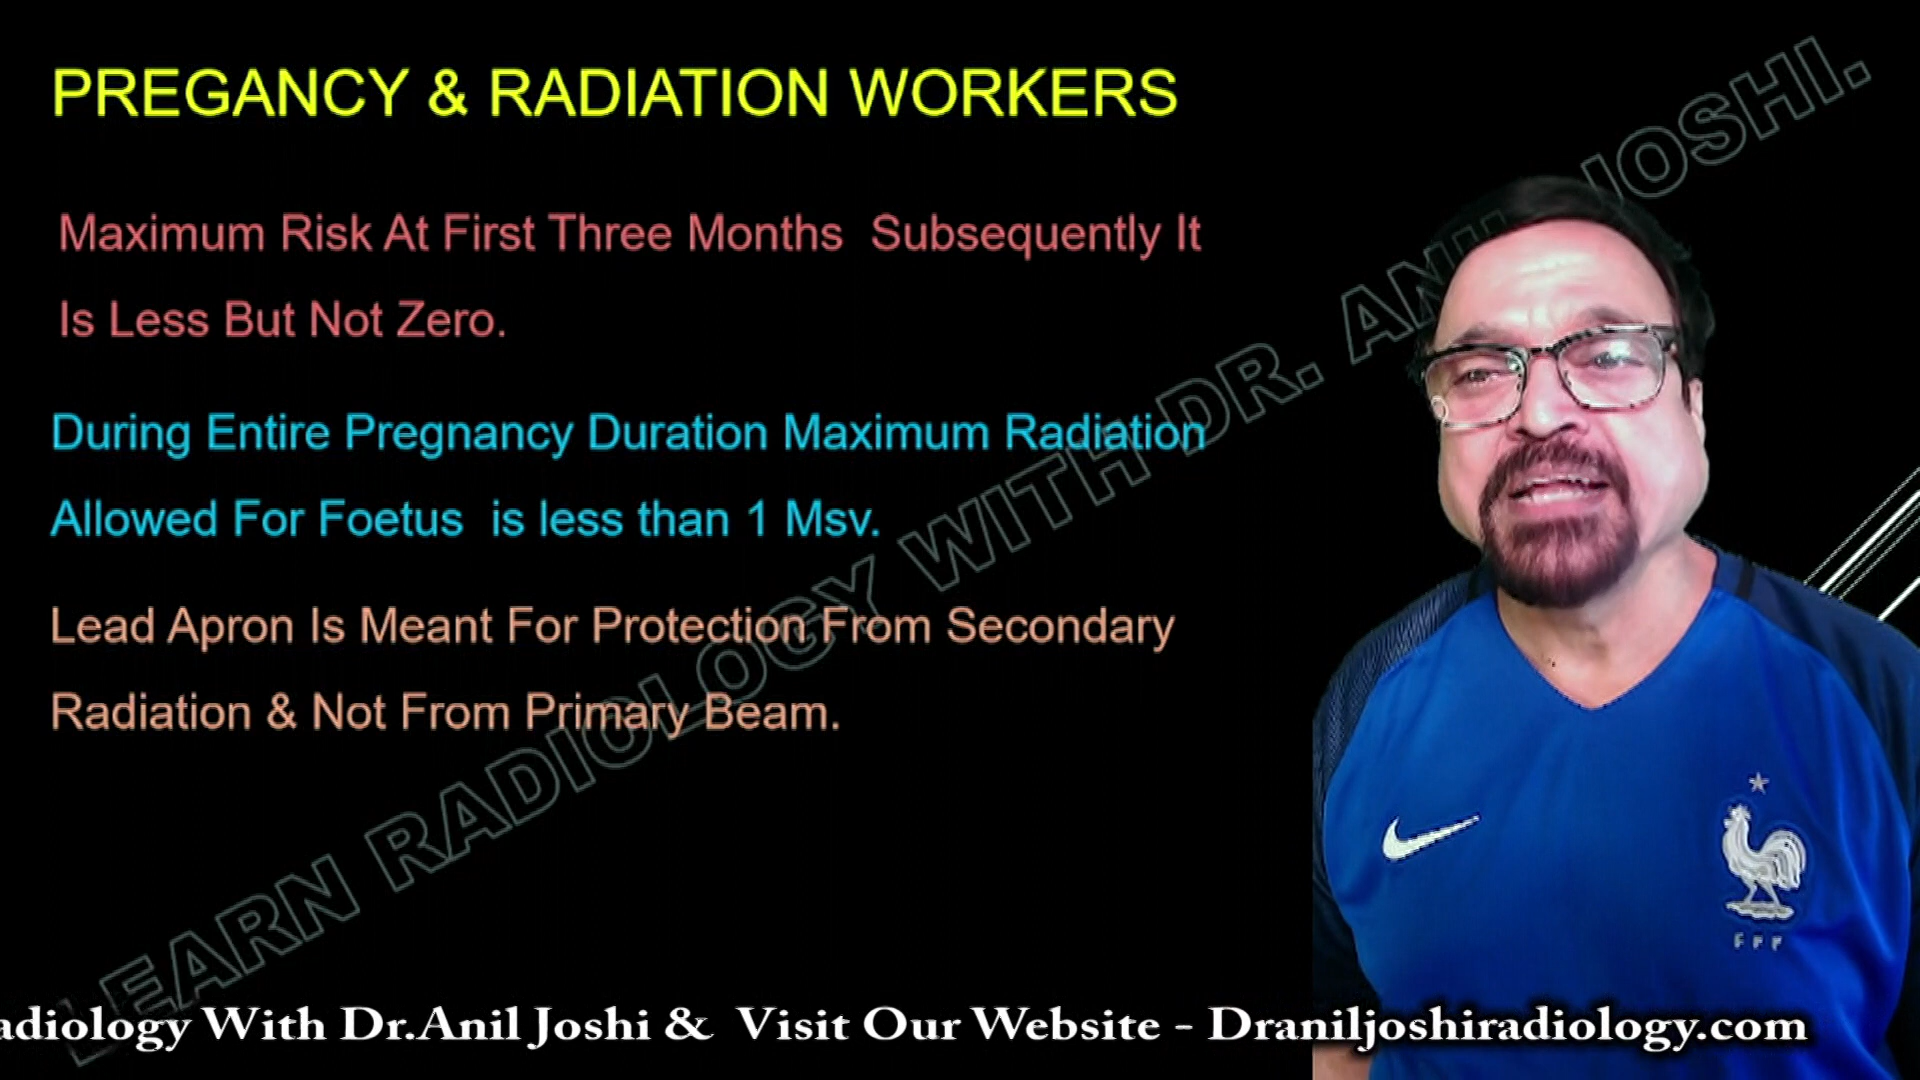 PREGANCY & RADIATION WORKERS
Maximum Risk At First Three Months Subsequently It
Is Less But Not Zero.
During Entire Pregnancy Duration Maximum Radiation
Allowed For Foetus is less than 1 Msv.
Lead Apron Is Meant For Protection From Secondary
Radiation & Not From Primary Beam.
LEARN RADIOLOGY WITH DR. ANIL JOSHI.
adiology With Dr.Anil Joshi & Visit Our Website - Draniljoshiradiology.com
FFF